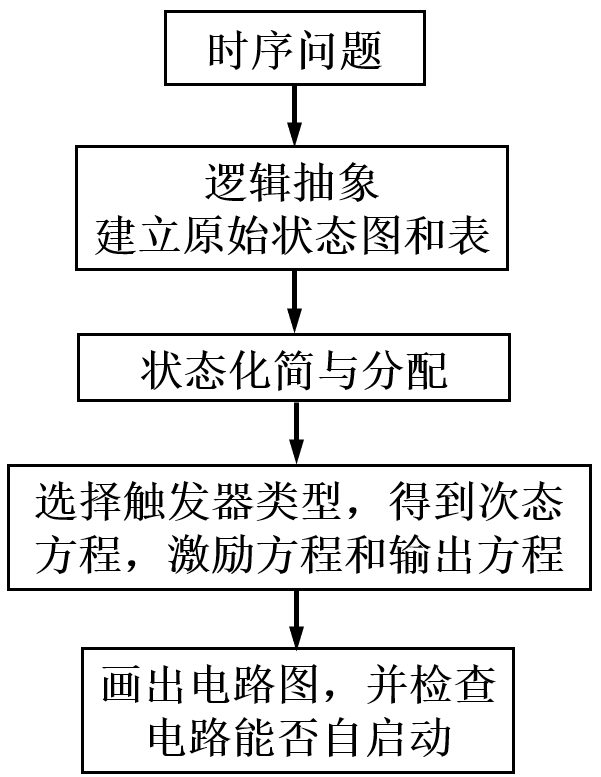 时序问题
逻辑抽象
建立原始状态图和表
状态化简与分配
选择触发器类型，得到次态
方程，激励方程和输出方程
画出电路图，并检查
电路能否自启动